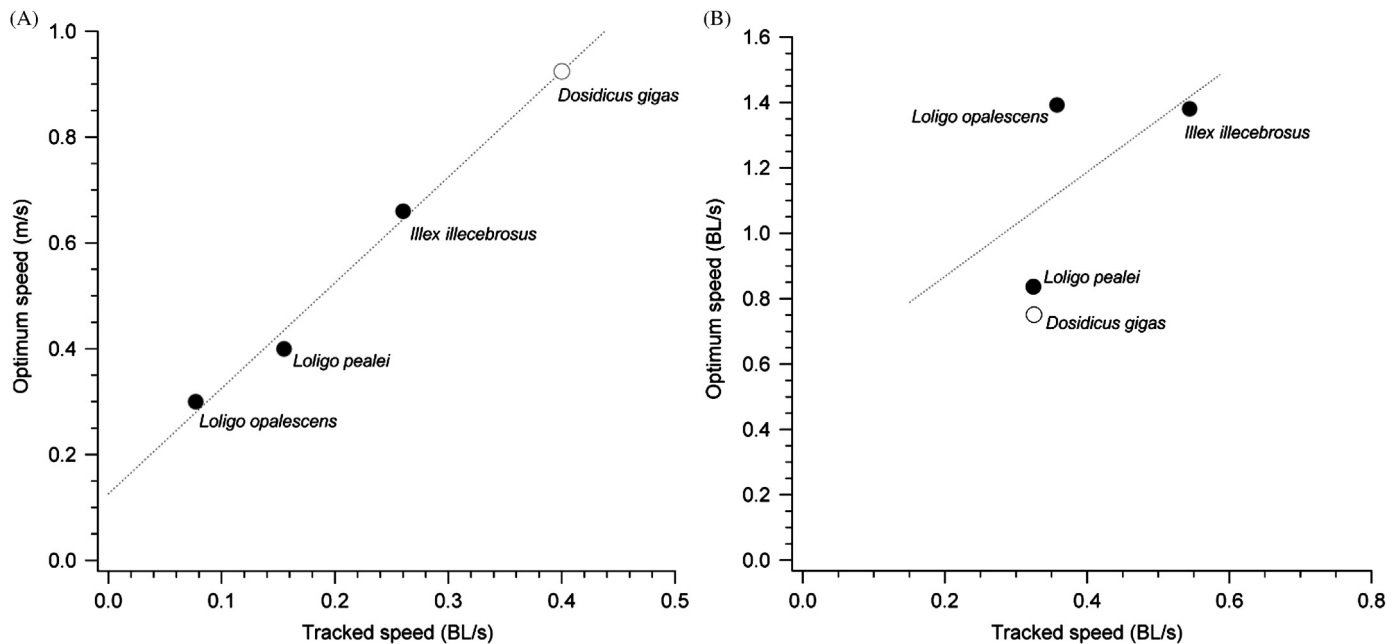 (A)
1.0
0.8
0.6
0.4
0.2
0.0
Optimum speed (m/s)
Dosidicus gigas
Illex illecebrosus
Loligo pealei
Loligo opalescens
0.0 0.1 0.2 0.3 0.4 0.5
Tracked speed (BL/s)
(B)
1.6
1.4
1.2
1.0
0.8
0.6
0.4
0.2
0.0
Optimum speed (BL/s)
Loligo opalescens
Illex illecebrosus
Loligo pealei
Dosidicus gigas
0.0 0.2 0.4 0.6 0.8
Tracked speed (BL/s)